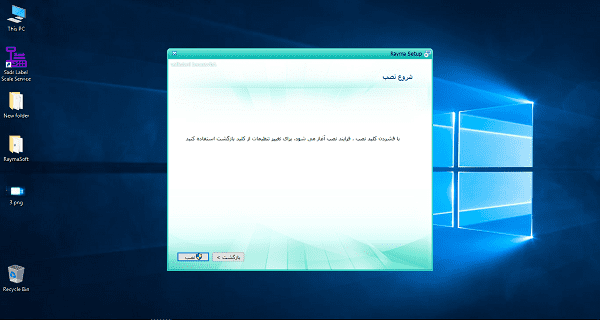 This PC
Sadr Label
Scale Service
New folder
RaymaSoft
3.png
Recycle Bin
Rayma Setup
شروع نصب
با فشردن کلید نصب ، فرایند نصب آغاز می شود، برای تغییر تنظیمات از کلید بازگشت استفاده کنید
بازگشت >
نصب